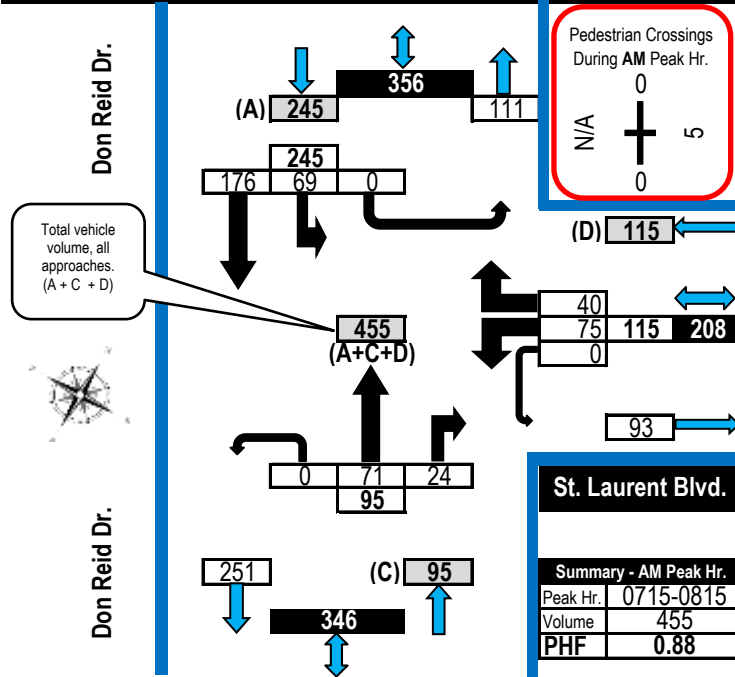 Don Reid Dr.
356
(A) 245
111
245
176 69 0
Pedestrian Crossings
During AM Peak Hr.
0
N/A
5
0
(D) 115
Total vehicle
volume, all
approaches.
(A + C + D)
455
(A+C+D)
40
75 115 208
0
93
0 71 24
95
Don Reid Dr.
251
(C) 95
346
St. Laurent Blvd.
Summary - AM Peak Hr.
Peak Hr. 0715-0815
Volume 455
PHF 0.88